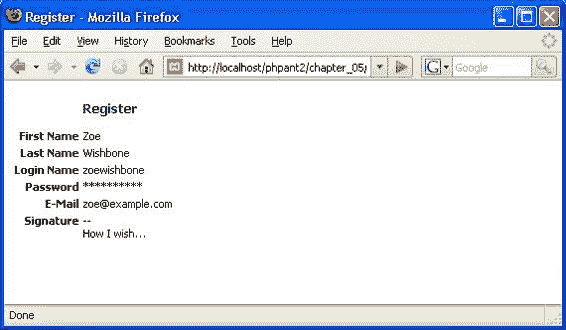 Register - Mozilla Firefox
File Edit View History Bookmarks Tools Help
http://localhost/phpant2/chapter_05/ G Google
Register
First Name Zoe
Last Name Wishbone
Login Name zoewishbone
Password **********
E-Mail zoe@example.com
Signature --
How I wish...
Done